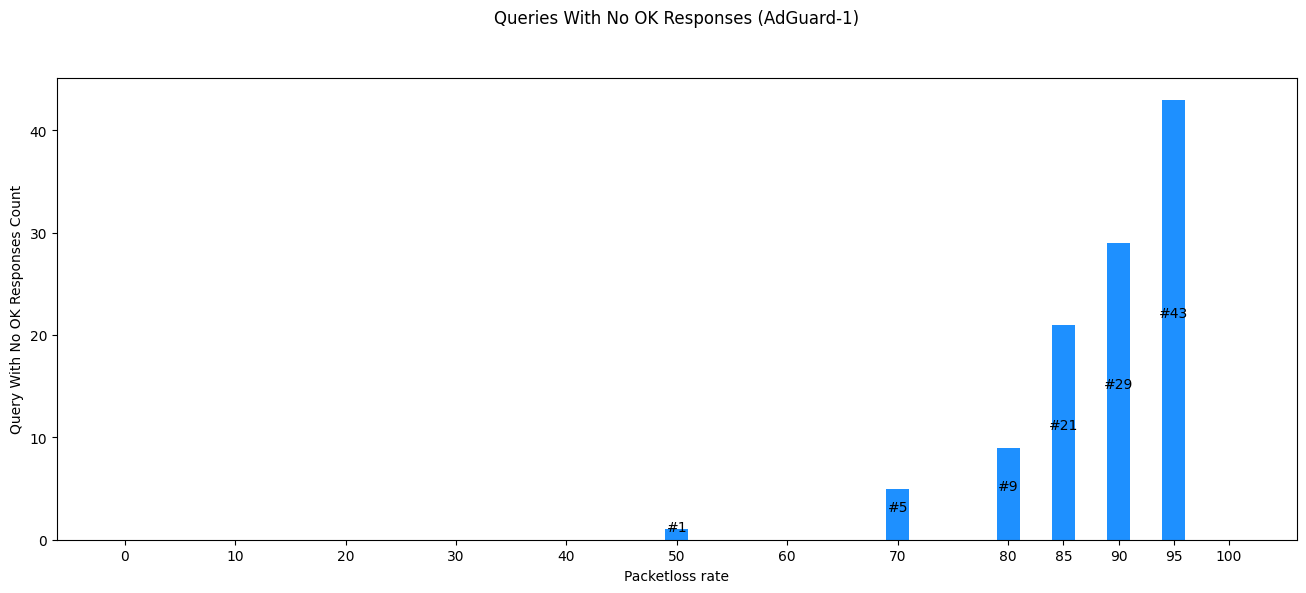 Queries With No OK Responses (AdGuard-1)
Query With No OK Responses Count
40
30
20
10
0
#1
#5
#9
#21
#29
#43
0 10 20 30 40 50 60 70 80 85 90 95 100
Packetloss rate